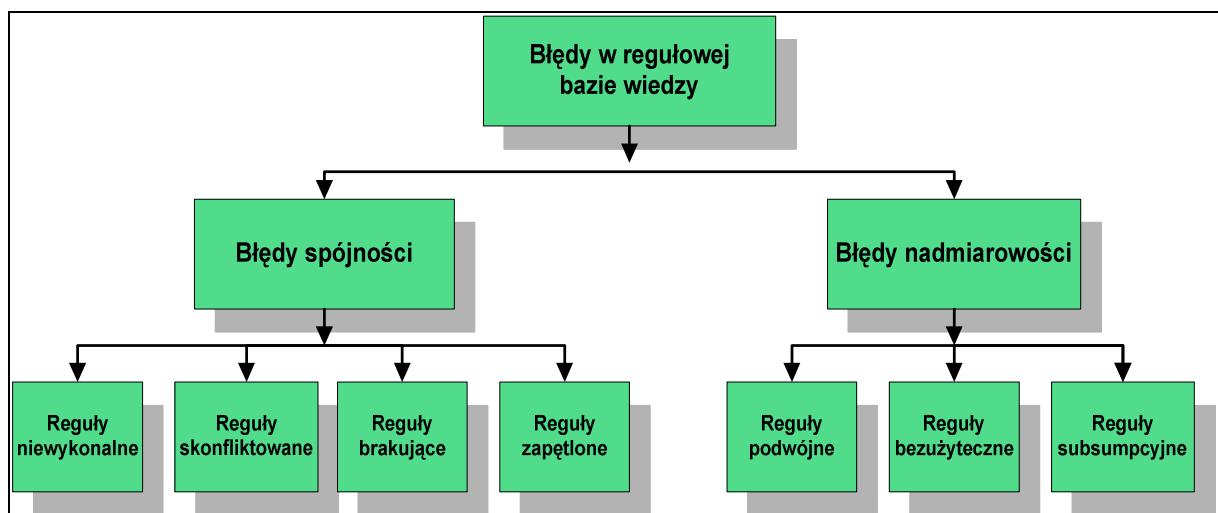 Błędy w regułowej
bazie wiedzy
Błędy spójności
Błędy nadmiarowości
Reguły
niewykonalne
Reguły
skonfliktowane
Reguły
brakujące
Reguły
zapętlone
Reguły
podwójne
Reguły
bezużyteczne
Reguły
subsumpcyjne